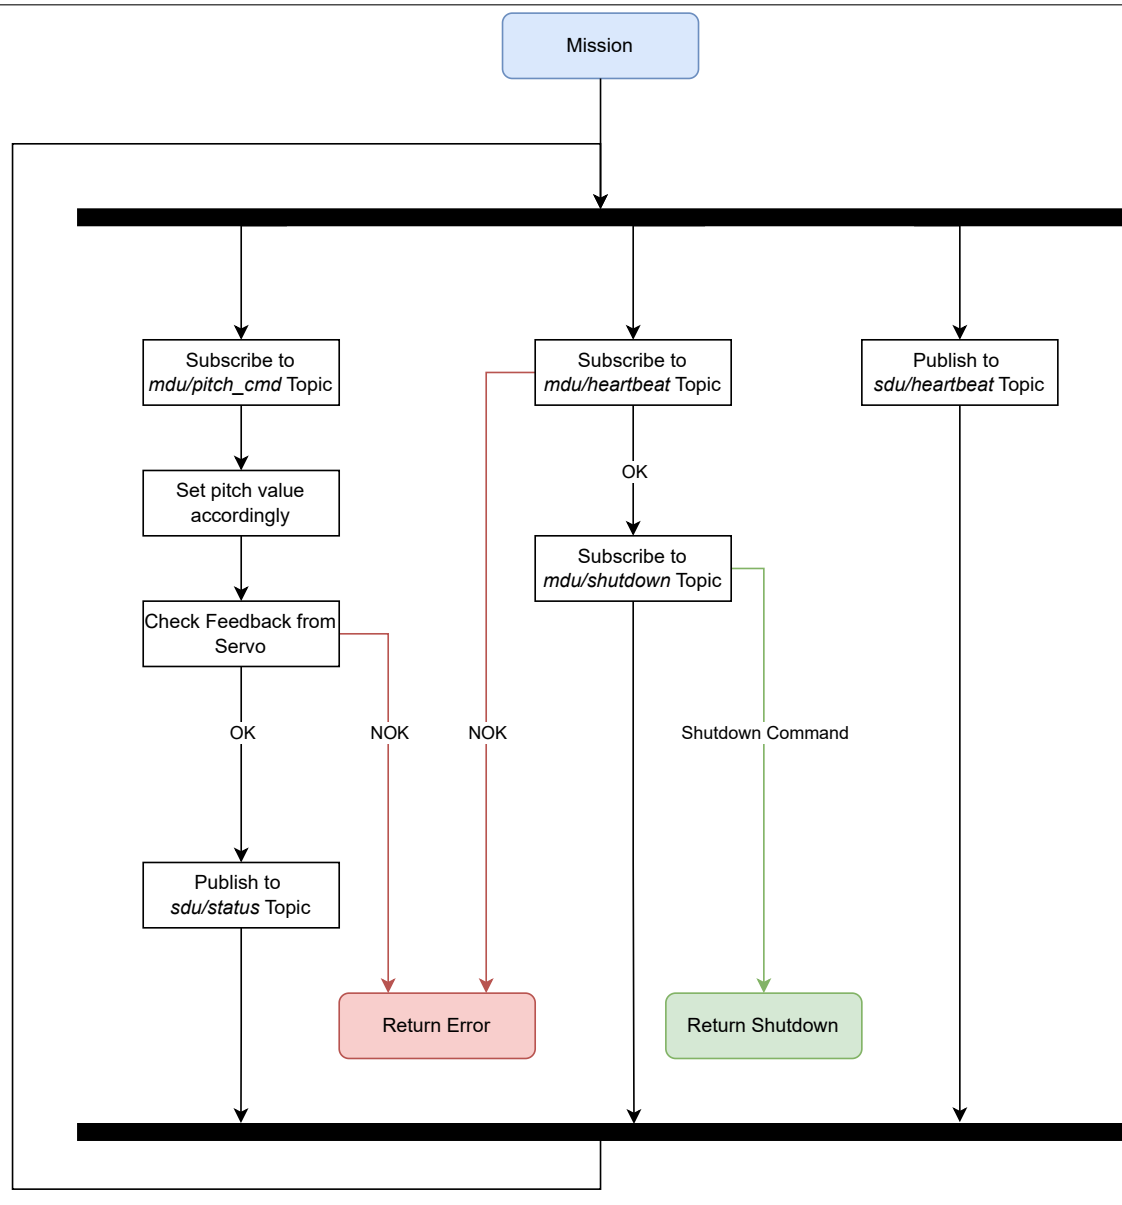 Mission
Subscribe to
mdu/pitch_cmd Topic
Subscribe to
mdu/heartbeat Topic
Publish to
sdu/heartbeat Topic
OK
Set pitch value
accordingly
Subscribe to
mdu/shutdown Topic
Check Feedback from
Servo
OK
NOK
NOK
Shutdown Command
Publish to
sdu/status Topic
Return Error
Return Shutdown